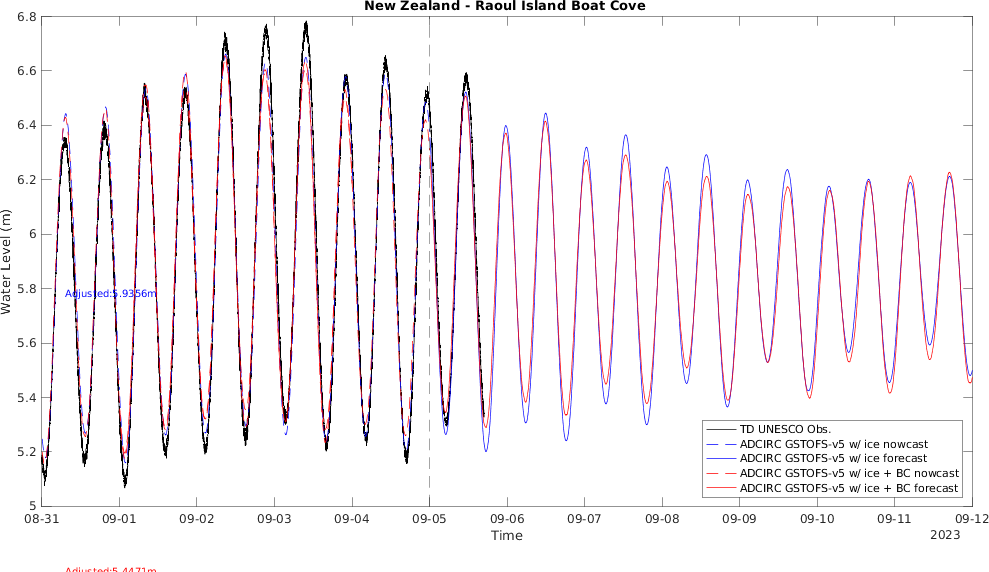 New Zealand - Raoul Island Boat Cove
6.8
6.6
6.4
6.2
6
5.8
5.6
5.4
5.2
5
Water Level (m)
Adjusted:5.9356m
TD UNESCO Obs.
ADCIRC GSTOFS-v5 w/ ice nowcast
ADCIRC GSTOFS-v5 w/ ice forecast
ADCIRC GSTOFS-v5 w/ ice + BC nowcast
ADCIRC GSTOFS-v5 w/ ice + BC forecast
08-31 09-01 09-02 09-03 09-04 09-05 09-06 09-07 09-08 09-09 09-10 09-11 09-12
Time
2023
Adjusted:5.4471m